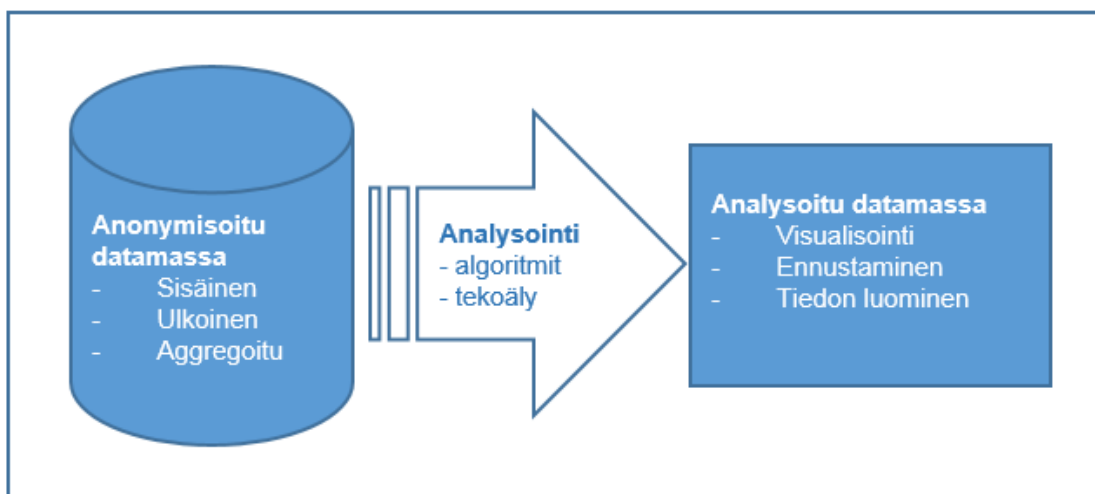 Anonymisoitu
datamassa
- Sisäinen
- Ulkoinen
- Aggregoitu
Analysointi
- algoritmit
- tekoäly
Analysoitu datamassa
- Visualisointi
- Ennustaminen
- Tiedon luominen